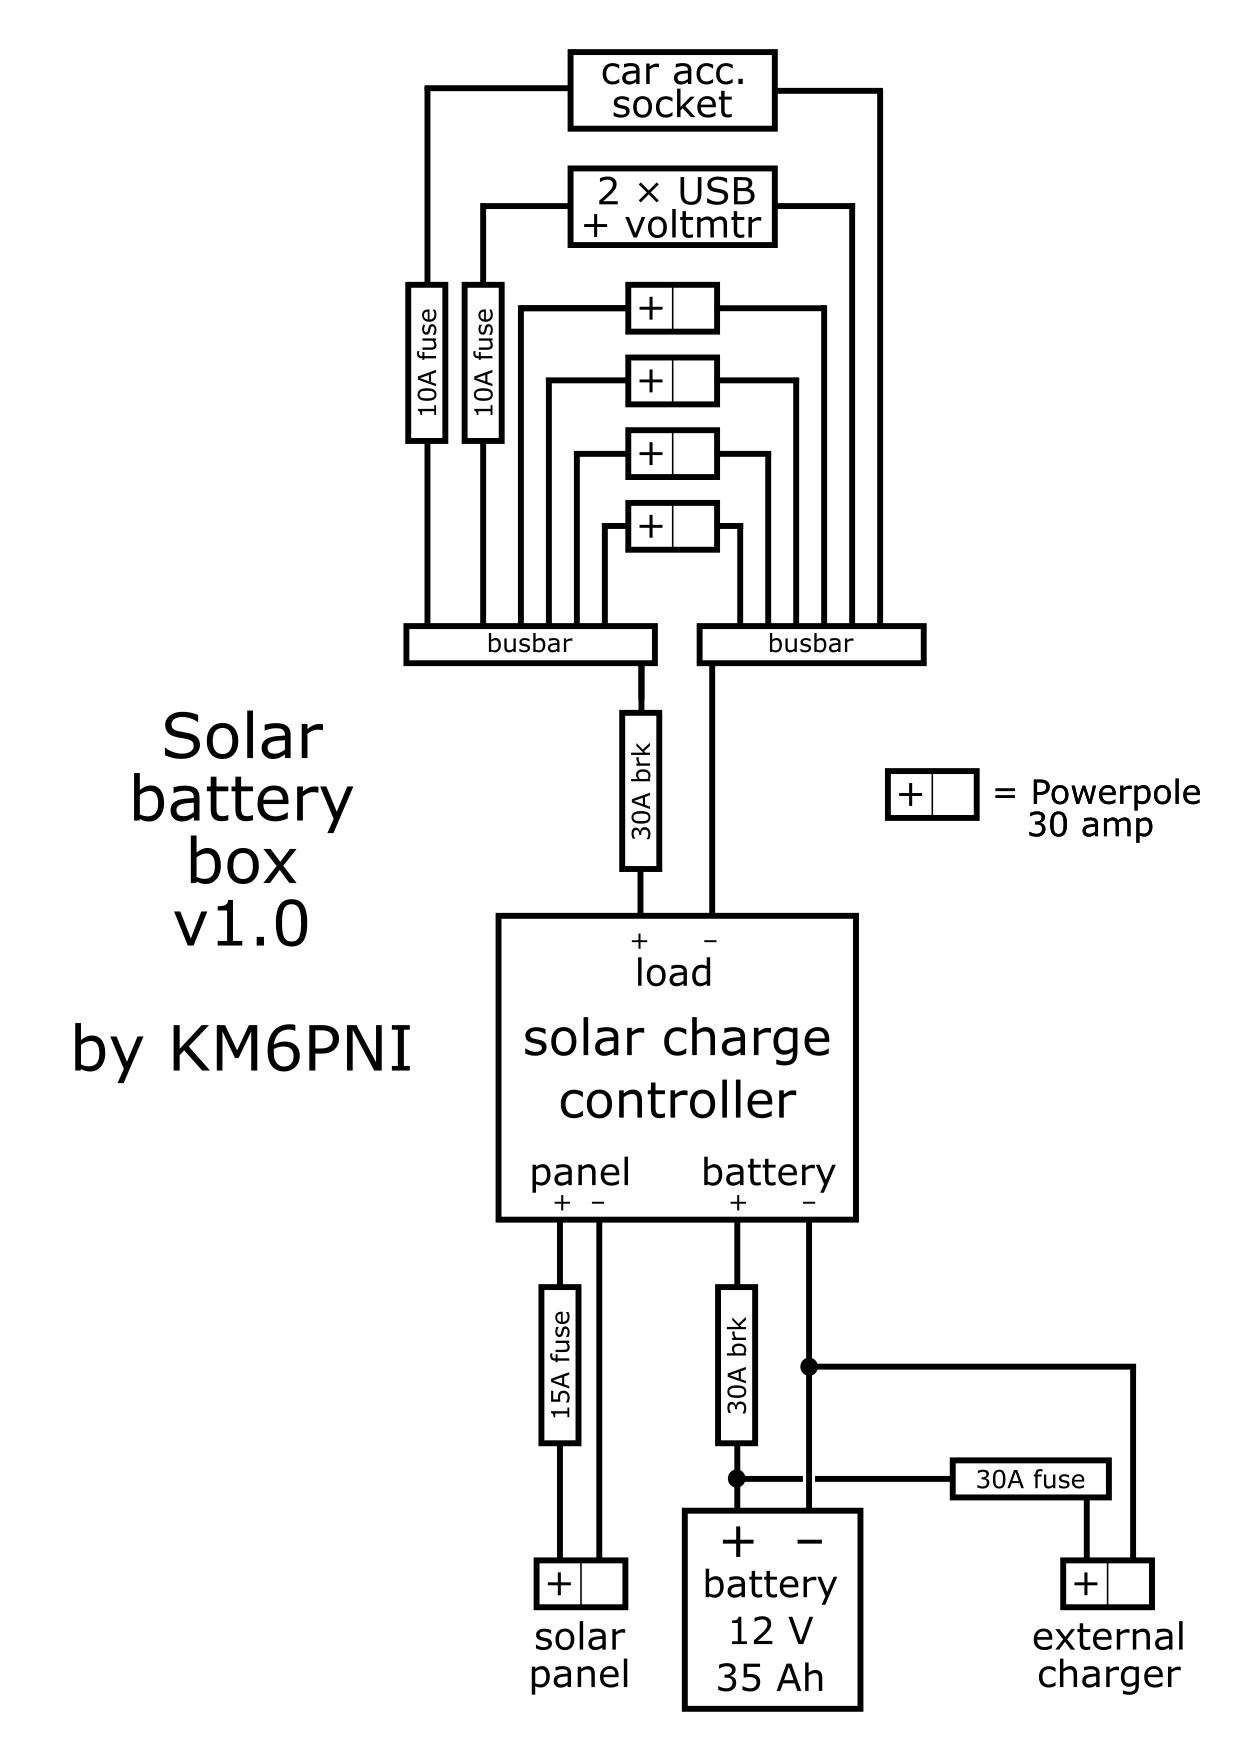 car acc.
socket
2 × USB
+ voltmtr
10A fuse
10A fuse
+
+
+
+
busbar
busbar
30A brk
Solar
battery
box
v1.0
by KM6PNI
+
= Powerpole
30 amp
+ −
load
solar charge
controller
panel
+ −
battery
+ −
15A fuse
30A brk
30A fuse
+
solar
panel
+ −
battery
12 V
35 Ah
+
external
charger